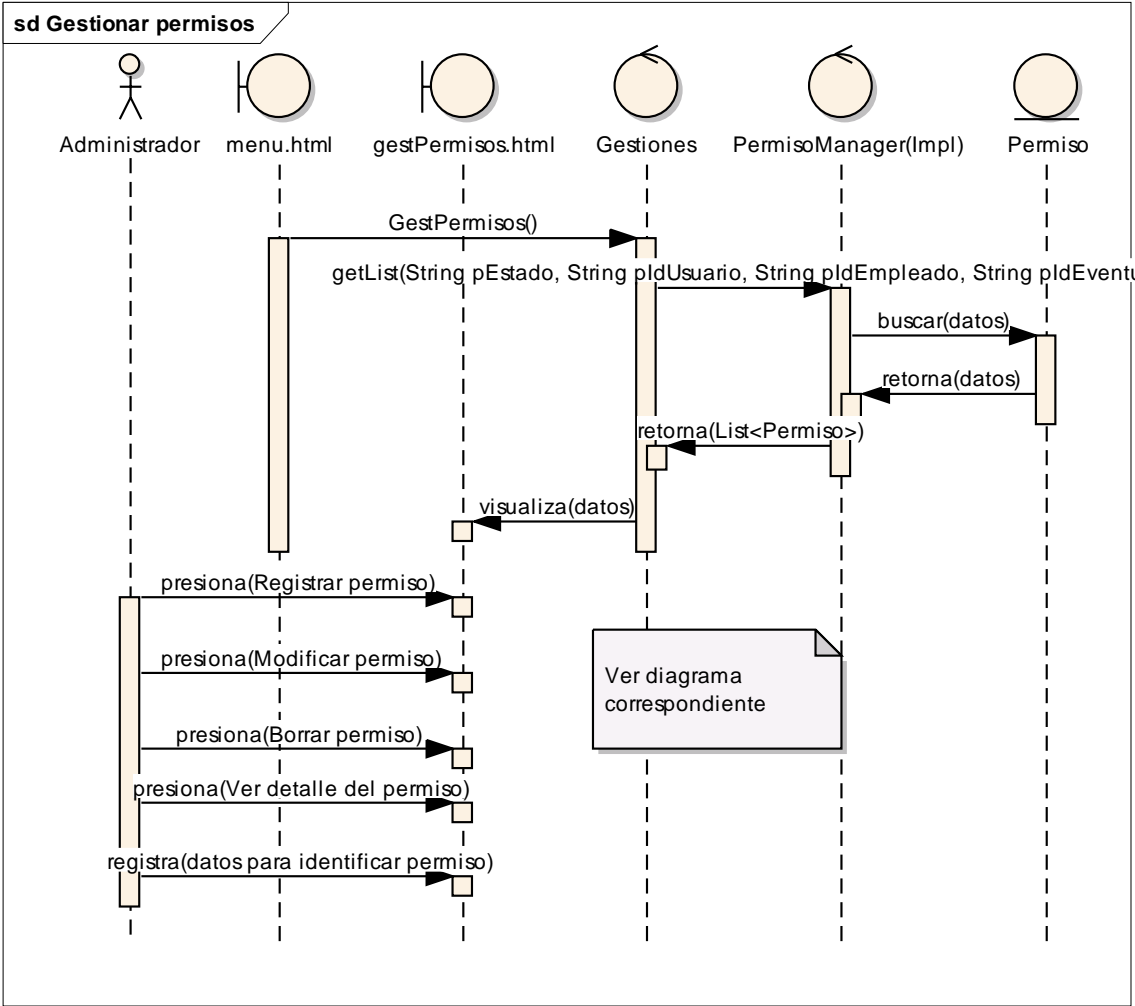 sd Gestionar permisos
Administrador
menu.html
gestPermisos.html
Gestiones
PermisoManager(Impl)
Permiso
GestPermisos()
getList(String pEstado, String pIdUsuario, String pIdEmpleado, String pIdEventu
buscar(datos)
retorna(datos)
retorna(List<Permiso>)
visualiza(datos)
presiona(Registrar permiso)
presiona(Modificar permiso)
Ver diagrama
correspondiente
presiona(Borrar permiso)
presiona(Ver detalle del permiso)
registra(datos para identificar permiso)